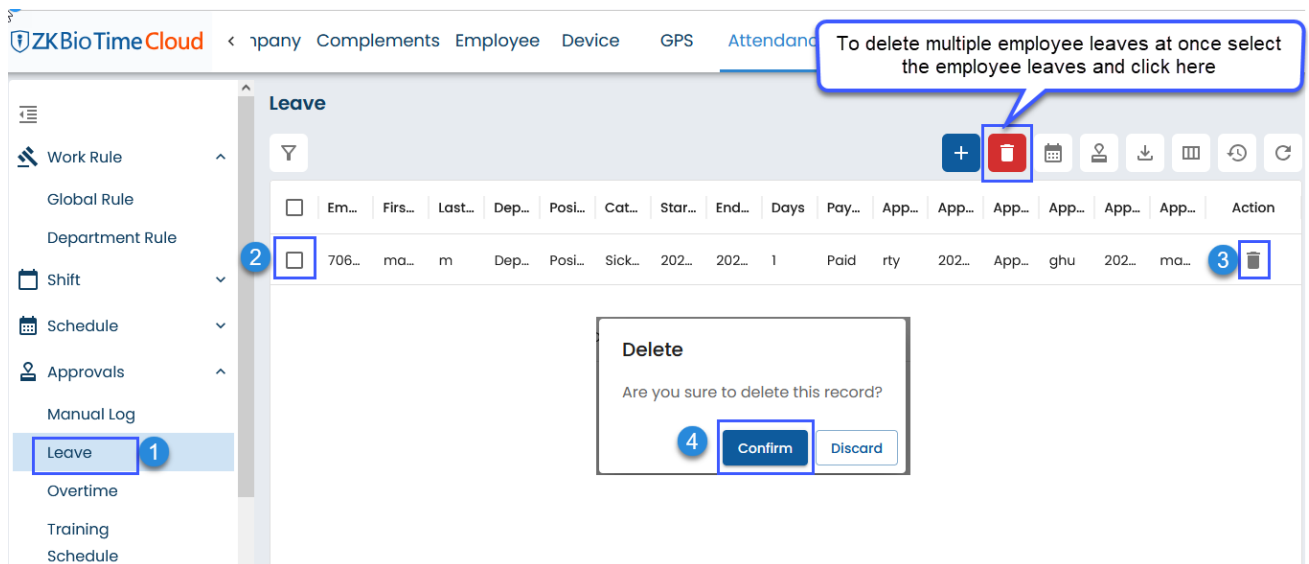 ZKBioTime Cloud
npany Complements Employee Device GPS Attendanc
To delete multiple employee leaves at once select
the employee leaves and click here
Leave
Work Rule
Global Rule
Department Rule
Shift
Schedule
Approvals
Manual Log
Leave
1
Overtime
Training
Schedule
Em... Firs... Last... Dep... Posi... Cat... Star... End... Days Pay... App... App... App... App... App... App... Action
2
706... ma... m Dep... Posi... Sick... 202... 202... 1 Paid rty 202... App... ghu 202... ma...
3
Delete
Are you sure to delete this record?
4
Confirm Discard